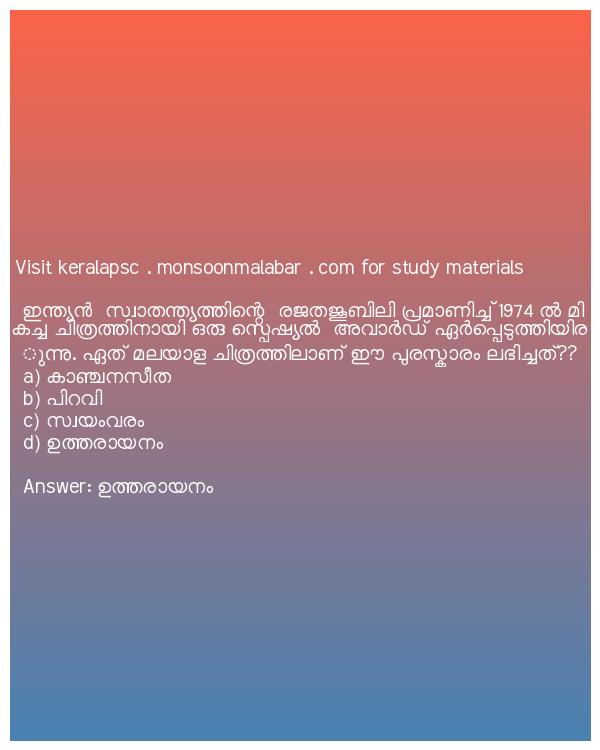 Visit keralapsc . monsoonmalabar . com for study materials
ഇന്ത്യൻ സ്വാതന്ത്ര്യത്തിന്റെ രജതജൂബിലി പ്രമാണിച്ച് 1974 ൽ മി
കച്ച ചിത്രത്തിനായി ഒരു സ്പെഷ്യൽ അവാർഡ് ഏർപ്പെടുത്തിയിര
ുന്നു. ഏത് മലയാള ചിത്രത്തിലാണ് ഈ പുരസ്കാരം ലഭിച്ചത്??
a) കാഞ്ചനസീത
b) പിറവി
c) സ്വയംവരം
d) ഉത്തരായനം
Answer: ഉത്തരായനം